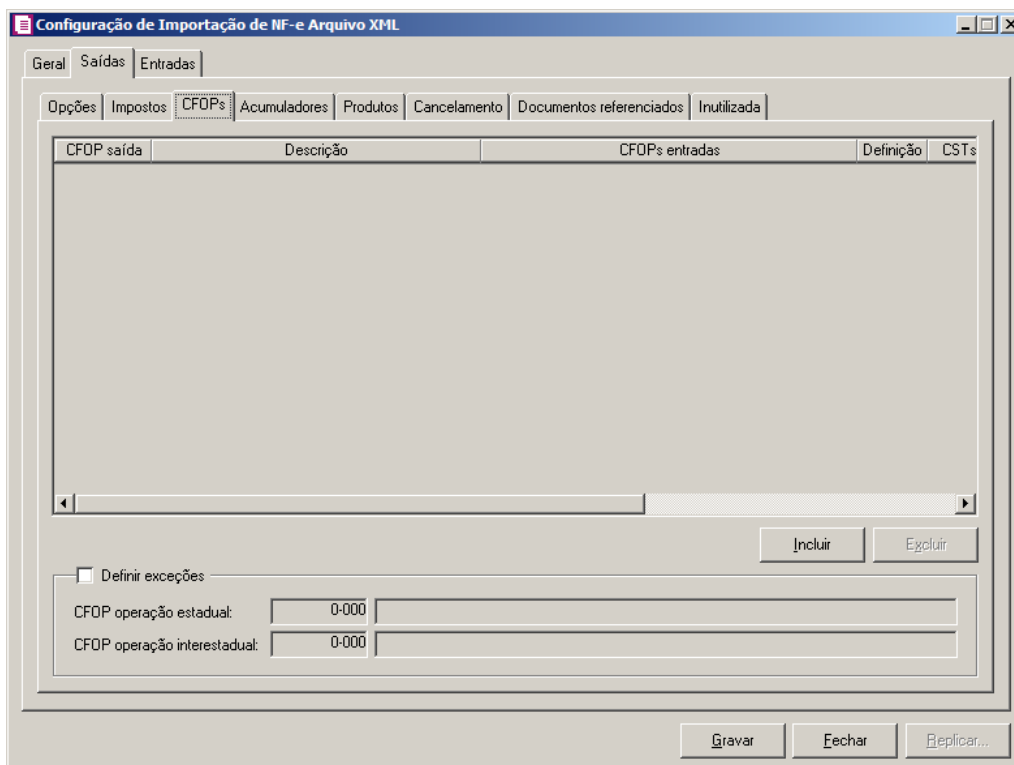 Configuração de Importação de NF-e Arquivo XML
Geral Saídas Entradas
Opções Impostos CFOPs Acumuladores Produtos Cancelamento Documentos referenciados Inutilizada
CFOP saída Descrição CFOPs entradas Definição CSTs
Incluir Excluir
Definir exceções
CFOP operação estadual: 0-000
CFOP operação interestadual: 0-000
Gravar Fechar Replicar...